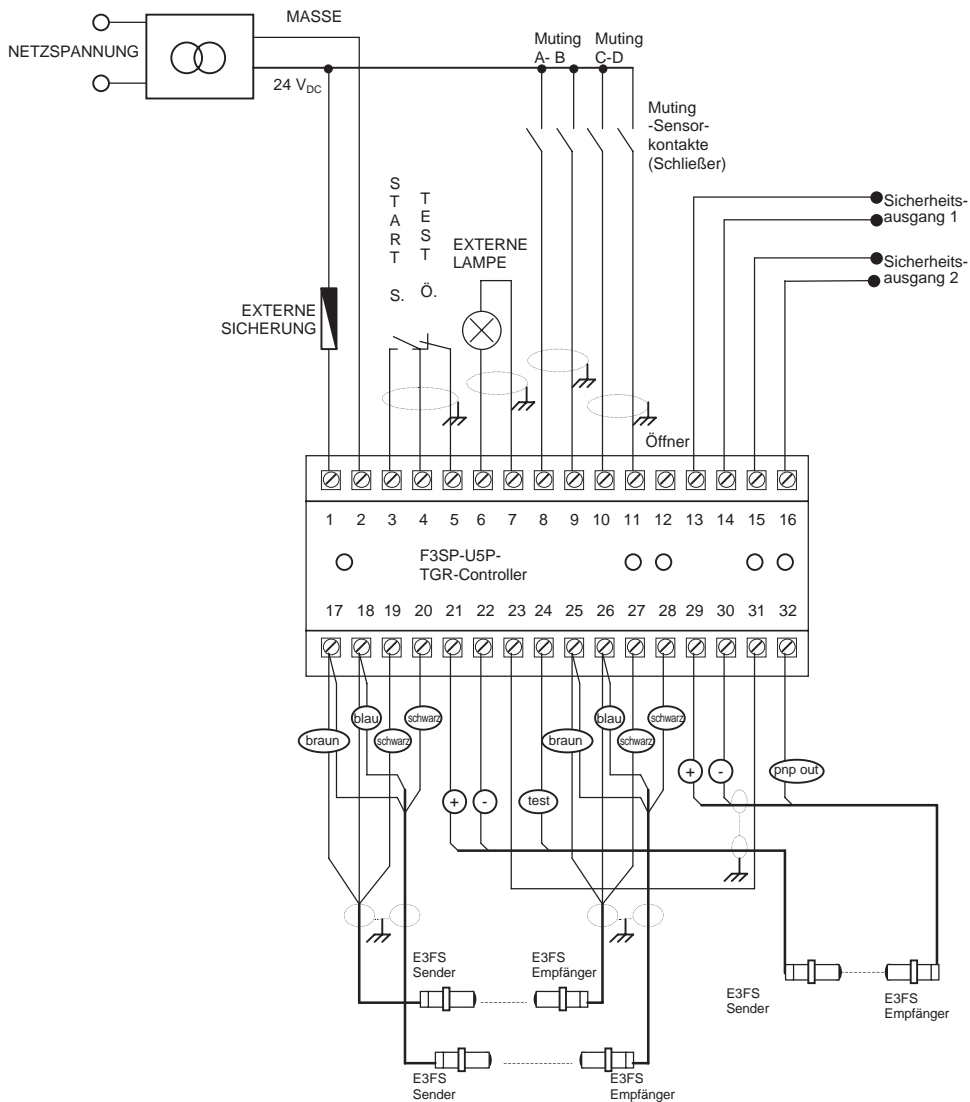 MASSE
NETZSPANNUNG
24 VDC
Muting
A- B
Muting
C-D
Muting
-Sensor-
kontakte
(Schließer)
START S.
TEST Ö.
EXTERNE
LAMPE
EXTERNE
SICHERUNG
Sicherheits-
ausgang 1
Sicherheits-
ausgang 2
Öffner
1 2 3 4 5 6 7 8 9 10 11 12 13 14 15 16
F3SP-U5P-
TGR-Controller
17 18 19 20 21 22 23 24 25 26 27 28 29 30 31 32
blau
schwarz
braun
schwarz
blau
schwarz
braun
schwarz
+
-
pnp out
+
-
test
E3FS
Sender
E3FS
Empfänger
E3FS
Sender
E3FS
Empfänger
E3FS
Sender
E3FS
Empfänger